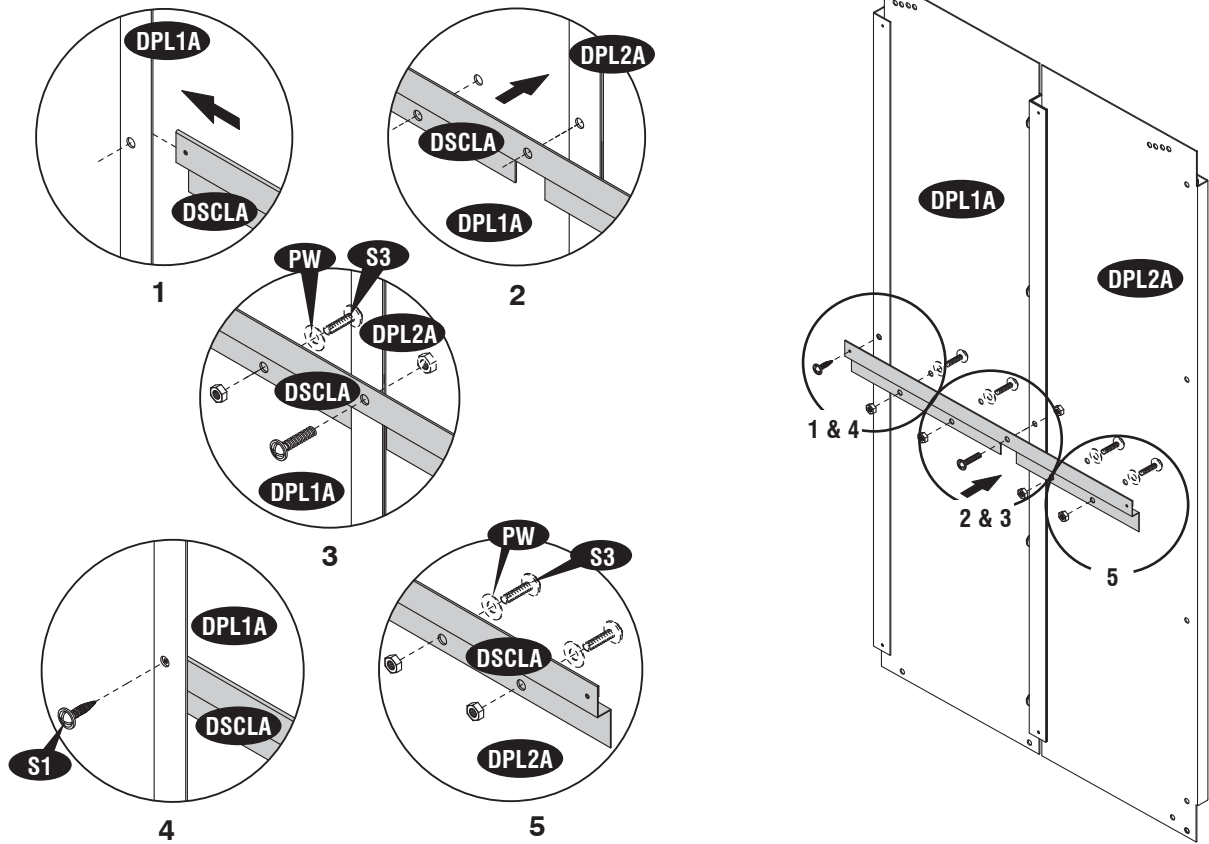 DPL1A
DSCLA
1
DPL2A
DSCLA
DPL1A
2
PW
S3
DPL2A
DSCLA
DPL1A
3
DPL1A
DSCLA
S1
4
PW
S3
DSCLA
DPL2A
5
DPL1A
DPL2A
1 & 4
2 & 3
5